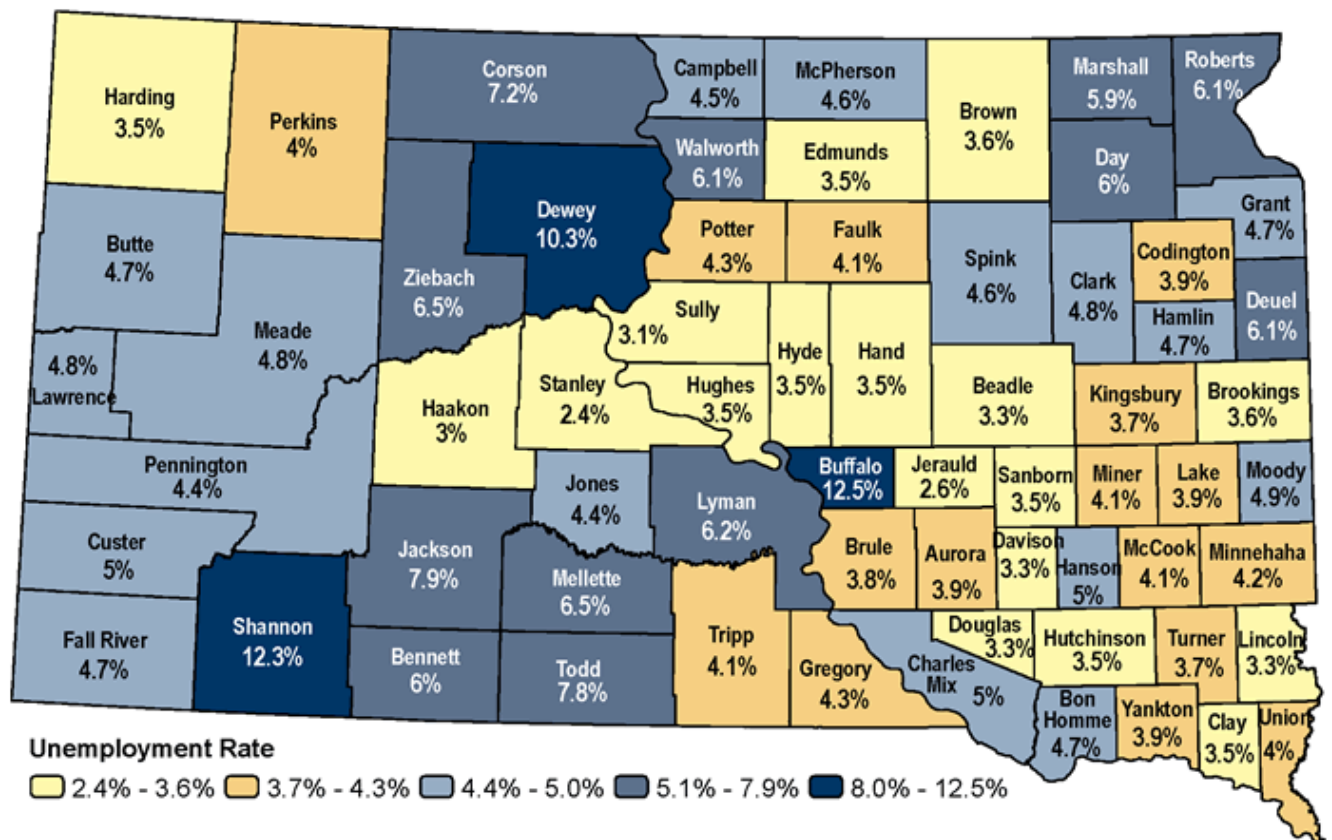 Harding
3.5%
Perkins
4%
Corson
7.2%
Campbell
4.5%
McPherson
4.6%
Brown
3.6%
Marshall
5.9%
Roberts
6.1%
Walworth
6.1%
Edmunds
3.5%
Day
6%
Dewey
10.3%
Grant
4.7%
Butte
4.7%
Ziebach
6.5%
Potter
4.3%
Faulk
4.1%
Spink
4.6%
Clark
4.8%
Codington
3.9%
Hamlin
4.7%
Deuel
6.1%
Meade
4.8%
4.8%
Lawrence
Sully
3.1%
Hyde
3.5%
Hand
3.5%
Haakon
3%
Stanley
2.4%
Hughes
3.5%
Beadle
3.3%
Kingsbury
3.7%
Brookings
3.6%
Pennington
4.4%
Jones
4.4%
Lyman
6.2%
Buffalo
12.5%
Jerauld
2.6%
Sanborn
3.5%
Miner
4.1%
Lake
3.9%
Moody
4.9%
Custer
5%
Jackson
7.9%
Mellette
6.5%
Brule
3.8%
Aurora
3.9%
Davison
3.3%
Hanson
5%
McCook
4.1%
Minnehaha
4.2%
Fall River
4.7%
Shannon
12.3%
Bennett
6%
Todd
7.8%
Tripp
4.1%
Gregory
4.3%
Charles
Mix 5%
Douglas
3.3%
Hutchinson
3.5%
Turner
3.7%
Lincoln
3.3%
Bon
Homme
4.7%
Yankton
3.9%
Clay
3.5%
Union
4%
Unemployment Rate
2.4% - 3.6% 3.7% - 4.3% 4.4% - 5.0% 5.1% - 7.9% 8.0% - 12.5%